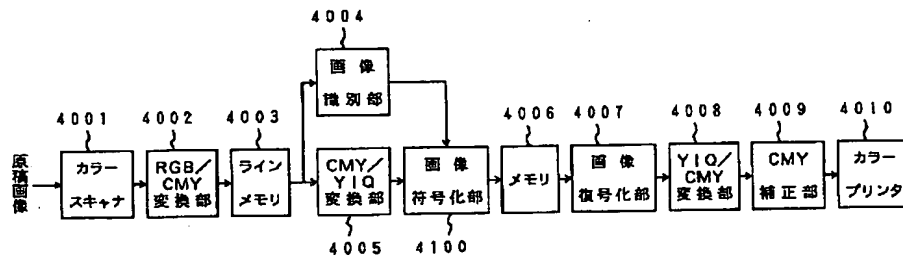 4004
画像
識別部
4001
4002
4003
4006
4007
4008
4009
4010
原稿画像
カラー
スキャナ
RGB/
CMY
変換部
ライン
メモリ
CMY/
YIQ
変換部
画像
符号化部
メモリ
画像
復号化部
YIQ/
CMY
変換部
CMY
補正部
カラー
プリンタ
4005
4100